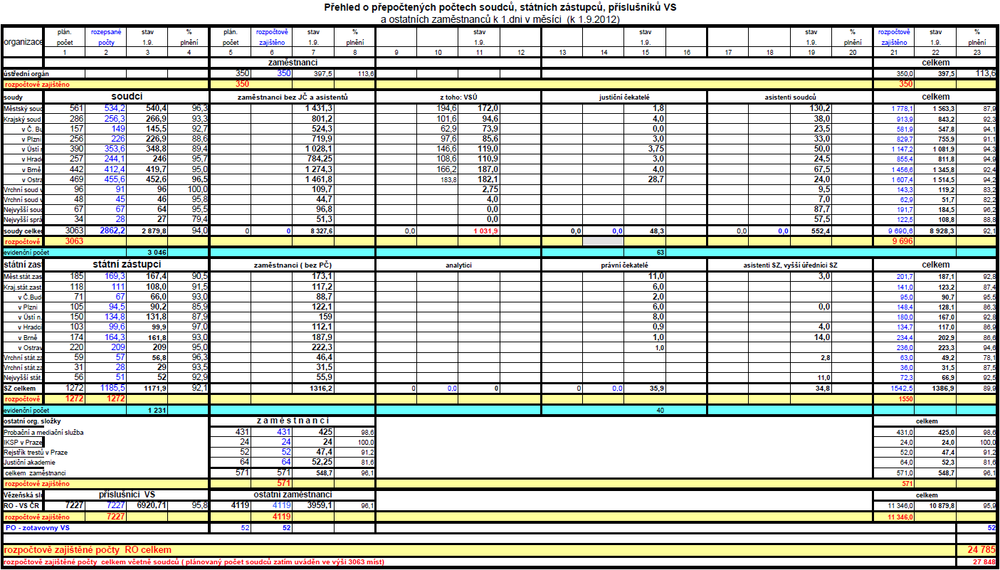 Přehled o přepočtených počtech soudců, státních zástupců, příslušníků VS
a ostatních zaměstnanců k 1.dni v měsíci (k 1.9.2012)
organizace plán. rozepsané stav % plán. rozpočtově stav % stav stav stav % rozpočtově stav %
počet počty 1.9. plnění počet zajištěno 1.9. plnění 1.9. 1.9. 1.9. plnění zajištěno 1.9. plnění
1 2 3 4 5 6 7 8 9 10 11 12 13 14 15 16 17 18 19 20 21 22 23
zaměstnanci celkem
ústřední orgán 350 350 397,5 113,6 350,0 397,5 113,6
rozpočtově zajištěno 350 350
soudy soudci zaměstnanci bez JČ a asistentů z toho: VSÚ justiční čekatelé asistenti soudců celkem
Městský soud 561 534,2 540,4 96,3 1 431,3 194,6 172,0 1,8 130,2 1 778,1 1 563,3 87,9
Krajský soud 286 256,3 266,9 93,3 801,2 101,6 94,6 4,0 38,0 913,9 843,2 92,3
v Č. Bu 157 149 145,5 92,7 524,3 62,9 73,9 0,0 23,5 581,9 547,8 94,1
v Plzni 256 226 226,9 88,6 719,9 97,6 85,6 3,0 33,0 829,7 755,9 91,1
v Ústí n 390 353,6 348,8 89,4 1 028,1 146,6 119,0 3,75 50,0 1 147,2 1 081,9 94,3
v Hrad 257 244,1 246 95,7 784,25 108,6 110,9 3,0 24,5 855,4 811,8 94,9
v Brně 442 412,4 419,7 95,0 1 274,3 166,2 187,0 4,0 67,5 1 456,6 1 345,8 92,4
v Ostra 469 455,6 452,6 96,5 1 461,8 183,8 182,1 28,7 24,0 1 607,4 1 514,5 94,2
Vrchní soud v 96 91 96 100,0 109,7 2,75 9,5 143,3 119,2 83,2
Vrchní soud v 48 45 46 95,8 44,7 4,0 7,0 62,9 51,7 82,2
Nejvyšší soud 67 67 64 95,5 96,8 0,0 87,7 191,7 184,5 96,2
Nejvyšší sprá 34 28 27 79,4 51,3 0,0 57,5 122,5 108,8 88,8
soudy celke 3063 2862,2 2 879,8 94,0 0 0 8 327,6 0,0 1 031,9 0,0 0,0 48,3 0,0 0,0 552,4 9 690,6 8 928,3 92,1
rozpočtově 3063 9 696
evidenční počet 3 046 63
státní zast státní zástupci zaměstnanci ( bez PČ) analytici právní čekatelé asistenti SZ, vyšší úředníci SZ celkem
Měst.stát.zas 185 169,3 167,4 90,5 173,1 11,0 3,0 201,7 187,1 92,8
Kraj.stát.zast 118 111 108,0 91,5 117,2 6,0 141,0 123,2 87,4
v Č.Bud 71 67 66,0 93,0 88,7 2,0 95,0 90,7 95,5
v Plzni 105 94,5 90,2 85,9 122,1 6,0 0,0 148,4 128,1 86,3
v Ústí n. 150 134,8 131,8 87,9 159 8,0 180,0 167,0 92,8
v Hradci 103 99,6 99,9 97,0 112,1 0,9 4,0 134,7 117,0 86,9
v Brně 174 164,3 161,8 93,0 187,9 1,0 14,0 234,4 202,9 86,6
v Ostrav 220 209 209 95,0 222,3 1,0 236,0 223,3 94,6
Vrchní stát.za 59 57 56,8 96,3 46,4 2,8 63,0 49,2 78,1
Vrchní stát.za 31 28 29 93,5 31,5 36,0 31,5 87,5
Nejvyšší stát. 56 51 52 92,9 55,9 11,0 72,3 66,9 92,5
SZ celkem 1272 1185,5 1171,9 92,1 1316,2 0 0,0 0 0 0,0 35,9 34,8 1542,5 1386,9 89,9
rozpočtově 1272 1272 1550
evidenční počet 1 231 40
ostatní org. složky zaměstnanci celkem
Probační a mediační služba 431 431 425 98,6 431,0 425,0 98,6
IKSP v Praze 24 24 24 100,0 24,0 24,0 100,0
Rejstřík trestů v Praze 52 52 47,4 91,2 52,0 47,4 91,2
Justiční akademie 64 64 52,25 81,6 64,0 52,3 81,6
celkem zaměstnanci 571 571 548,7 96,1 571,0 548,7 96,1
rozpočtově zajištěno 571 571
Vězeňská slu příslušníci VS ostatní zaměstnanci celkem
RO - VS ČR 7227 7227 6920,71 95,8 4119 4119 3959,1 96,1 11 346,0 10 879,8 95,9
rozpočtově zajištěno 7227 4119 11 346,0
PO - zotavovny VS 52 52 52
rozpočtově zajištěné počty RO celkem 24 785
rozpočtově zajištěné počty celkem včetně soudců ( plánovaný počet soudců zatím uváděn ve výši 3063 míst) 27 848